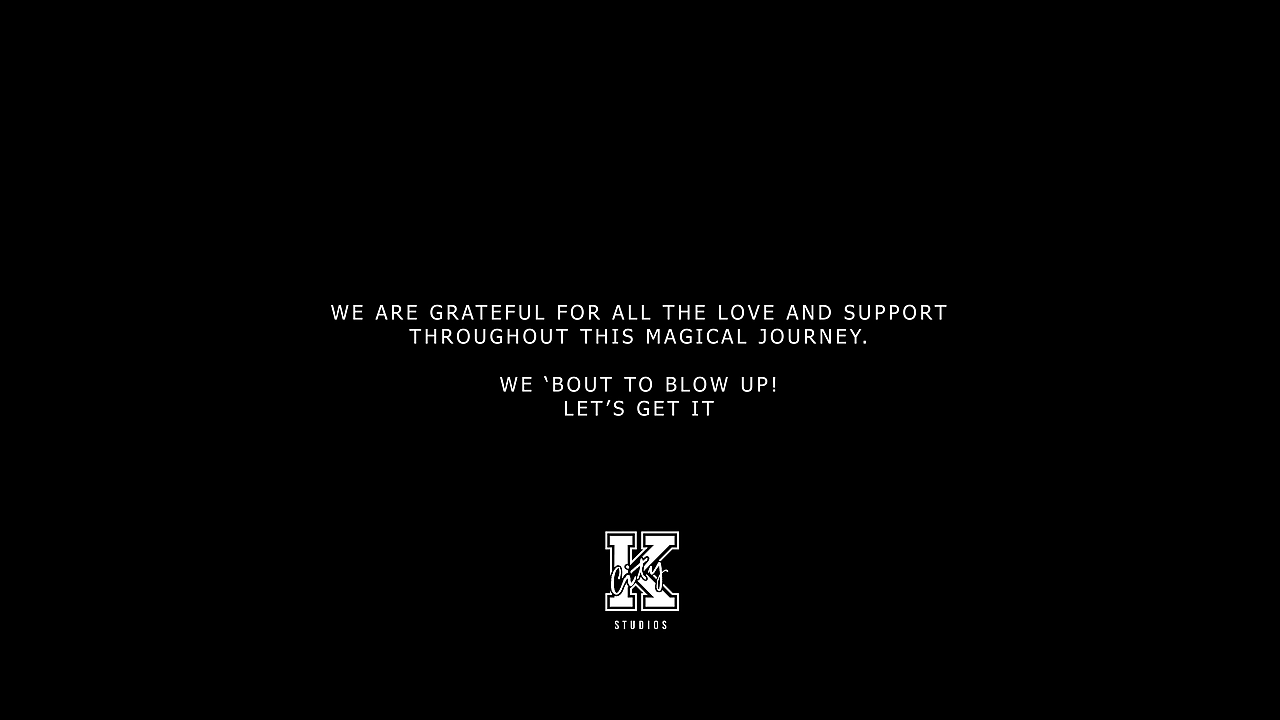 WE ARE GRATEFUL FOR ALL THE LOVE AND SUPPORT
THROUGHOUT THIS MAGICAL JOURNEY.
WE ‘BOUT TO BLOW UP!
LET’S GET IT
K
City
STUDIOS